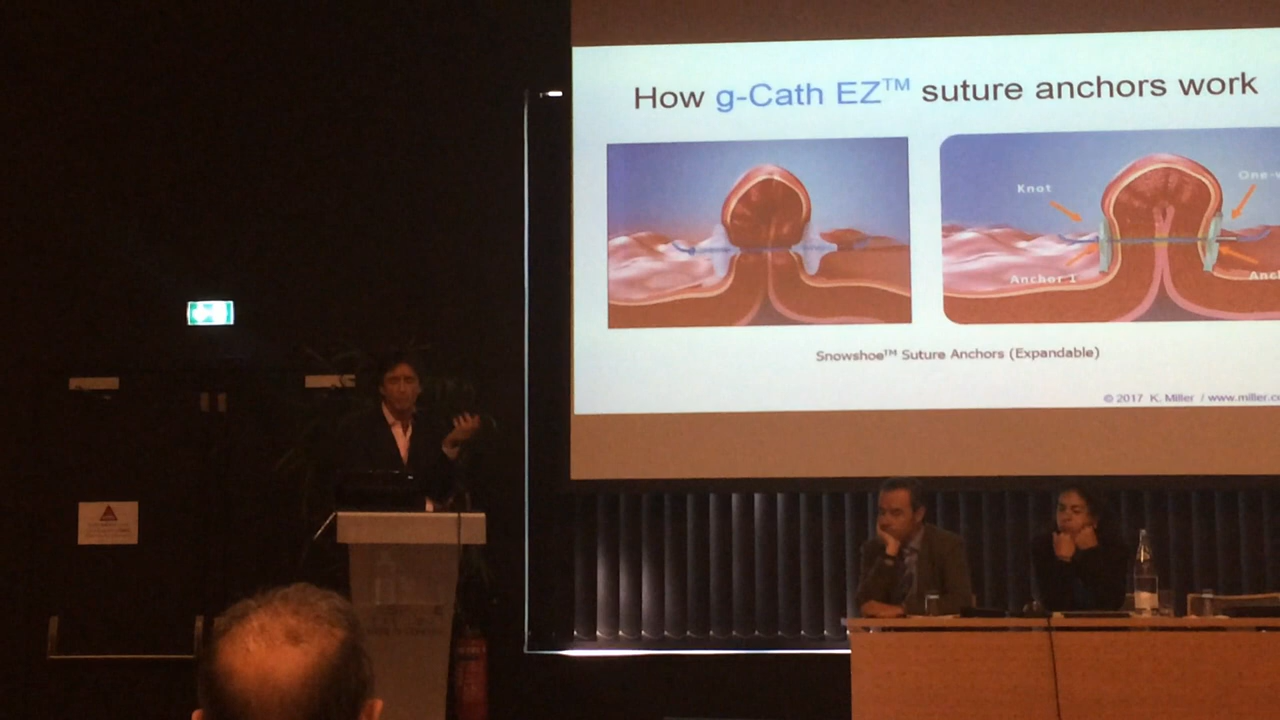 How g-Cath EZ™ suture anchors work
Knot
Anchor 1
Snowshoe™ Suture Anchors (Expandable)
© 2017 K. Miller / www.miller.